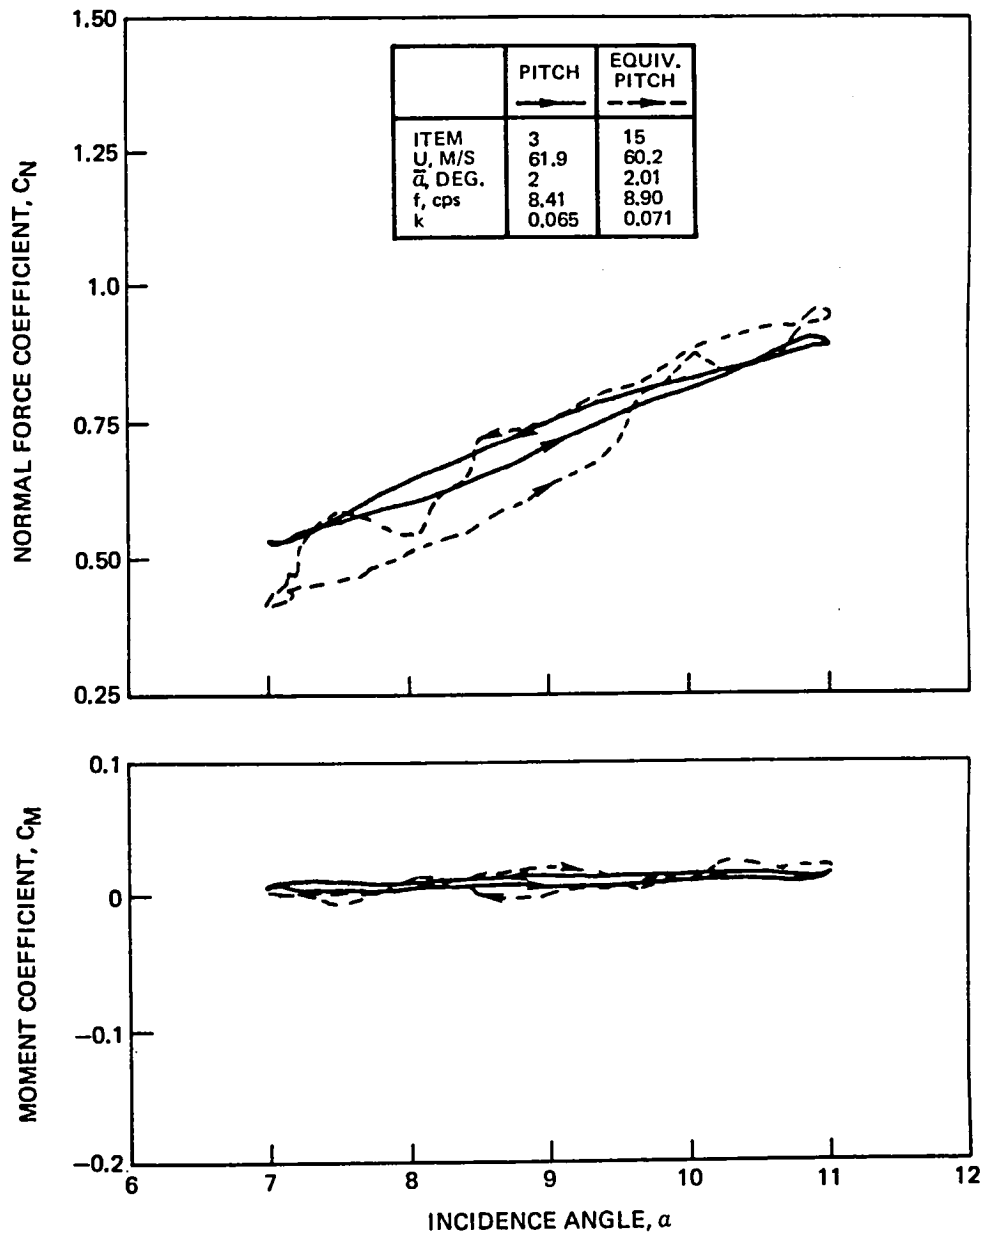 1.50
1.25
1.0
0.75
0.50
0.25
NORMAL FORCE COEFFICIENT, CN
PITCH EQUIV. PITCH
ITEM 3 15
U, M/S 61.9 60.2
ᾱ, DEG. 2 2.01
f, cps 8.41 8.90
k 0.065 0.071
0.1
0
−0.1
−0.2
MOMENT COEFFICIENT, CM
6 7 8 9 10 11 12
INCIDENCE ANGLE, α